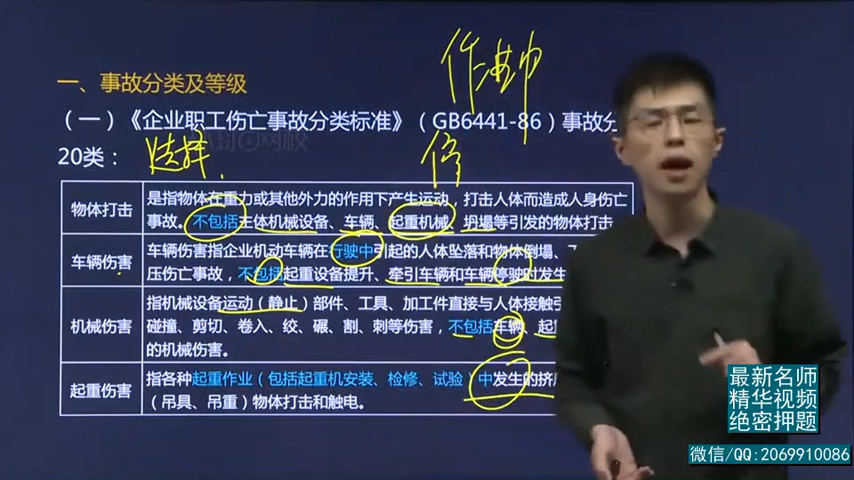 一、事故分类及等级
（一）《企业职工伤亡事故分类标准》（GB6441-86）事故分
20类：
选择
物体打击
是指物体在重力或其他外力的作用下产生运动，打击人体而造成人身伤亡
事故。不包括主体机械设备、车辆、起重机械、坍塌等引发的物体打击
车辆伤害
车辆伤害指企业机动车辆在行驶中引起的人体坠落和物体倒塌、
压伤亡事故，不包括起重设备提升、牵引车辆和车辆停驶时发生
机械伤害
指机械设备运动（静止）部件、工具、加工件直接与人体接触引
碰撞、剪切、卷入、绞、碾、割、刺等伤害，不包括车辆、起
的机械伤害。
起重伤害
指各种起重作业（包括起重机安装、检修、试验）中发生的挤
（吊具、吊重）物体打击和触电。
最新名师
精华视频
绝密押题
微信/QQ:2069910086